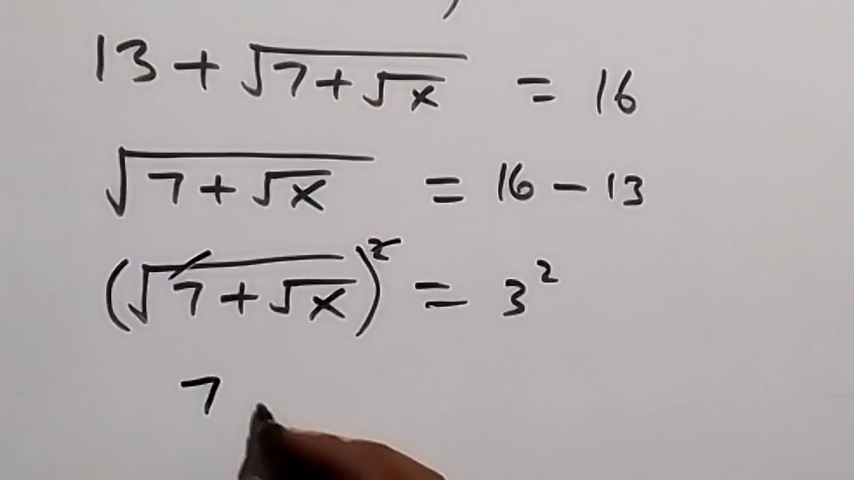 13 + √(7 + √x) = 16
√(7 + √x) = 16 - 13
(√(7 + √x))² = 3²
7